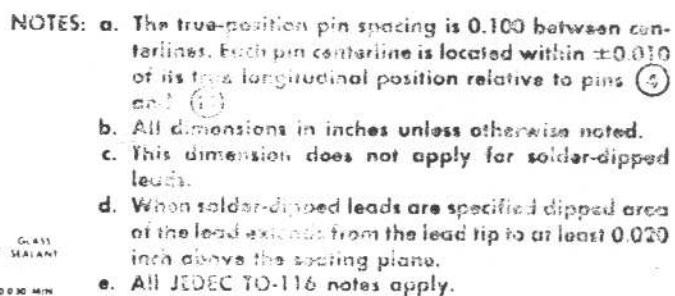 NOTES: a. The true-position pin spacing is 0.100 between cen-
terlines. Each pin centerline is located within ±0.010
of its true longitudinal position relative to pins
and
b. All dimensions in inches unless otherwise noted.
c. This dimension does not apply for solder-dipped
leads.
d. When solder-dipped leads are specified dipped area
of the lead extends from the lead tip to at least 0.020
inch above the seating plane.
GLASS
SEALANT
e. All JEDEC TO-116 notes apply.
0.030 MIN